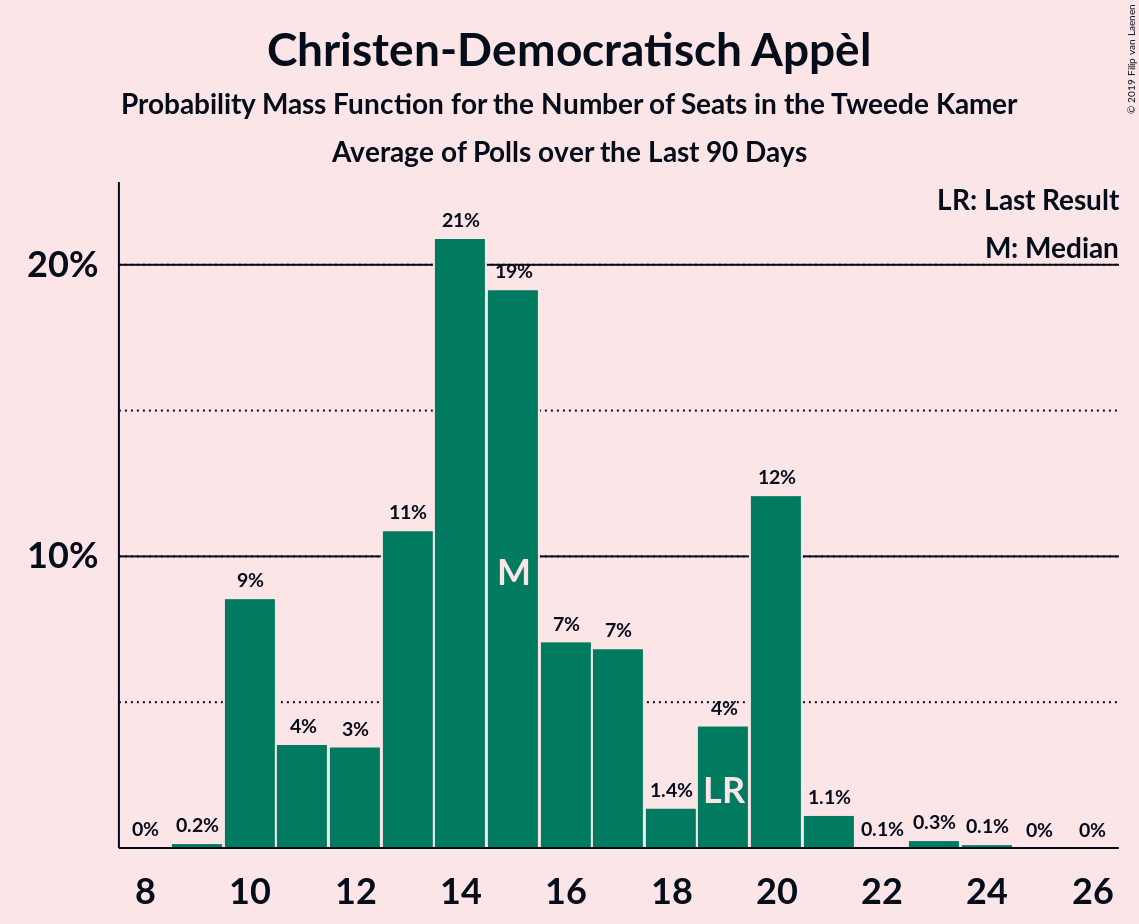 Christen-Democratisch Appèl
Probability Mass Function for the Number of Seats in the Tweede Kamer
Average of Polls over the Last 90 Days
© 2019 Filip van Laenen
LR: Last Result
M: Median
20%
10%
0%
0.2%
9%
4%
3%
11%
21%
19%
7%
7%
1.4%
4%
12%
1.1%
0.1%
0.3%
0.1%
0%
0%
M
LR
8 10 12 14 16 18 20 22 24 26